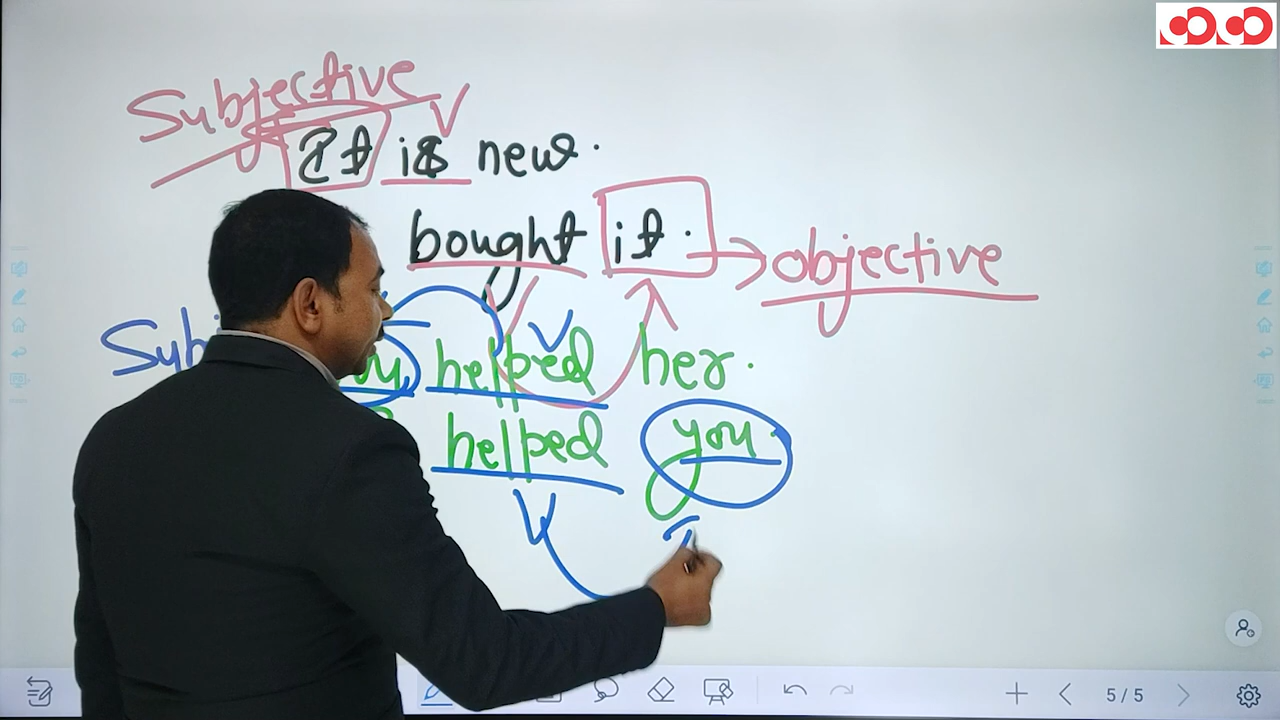 Subjective
It is V new.
bought it. objective
helped V her.
helped you.
V
5/5